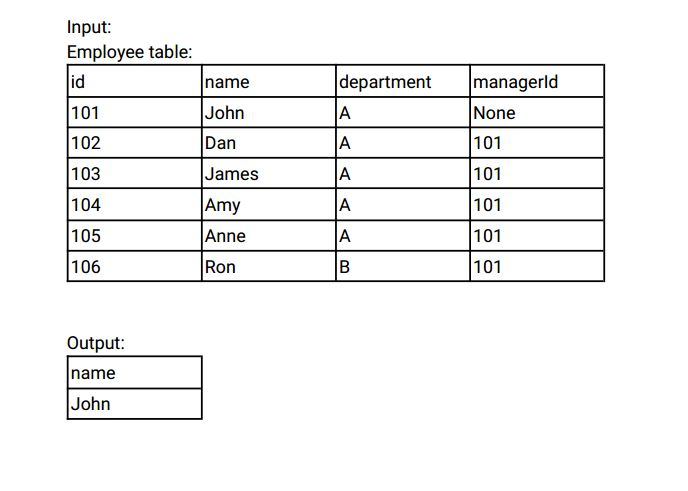 Input:
Employee table:
id name department managerId
101 John A None
102 Dan A 101
103 James A 101
104 Amy A 101
105 Anne A 101
106 Ron B 101
Output:
name
John